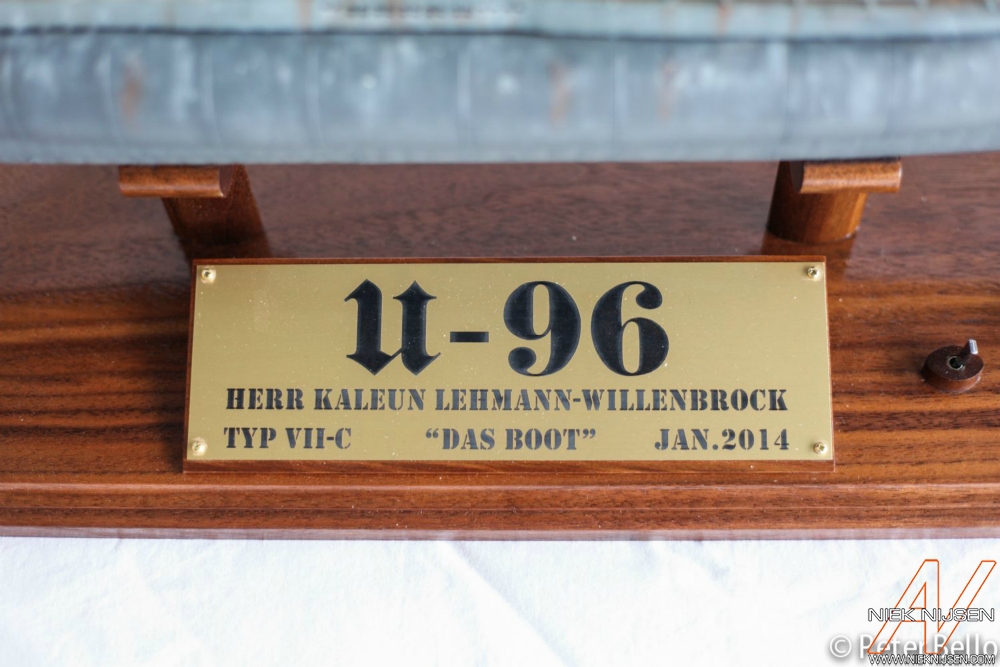 U-96
HERR KALEUN LEHMANN-WILLENBROCK
TYP VII-C "DAS BOOT" JAN.2014
NIEK NIJSEN
© Peter Bello
WWW.NIEKNIJSEN.COM